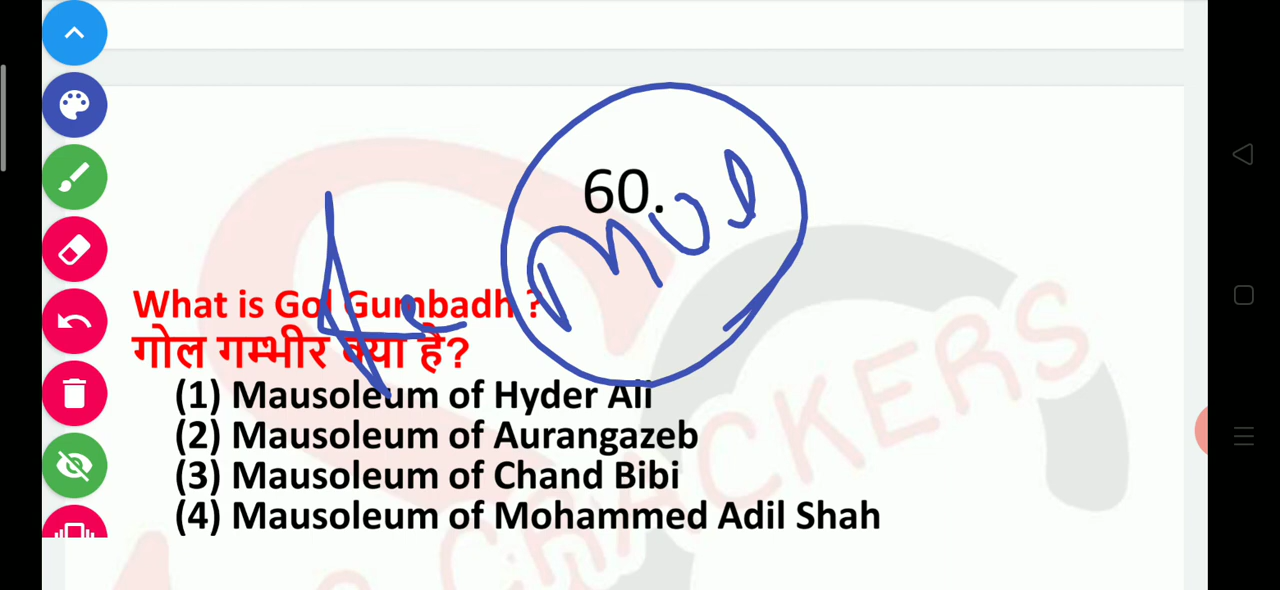 60.
What is Gol Gumbadh ?
गोल गम्भीर क्या है?
(1) Mausoleum of Hyder Ali
(2) Mausoleum of Aurangazeb
(3) Mausoleum of Chand Bibi
(4) Mausoleum of Mohammed Adil Shah
CRACKERS